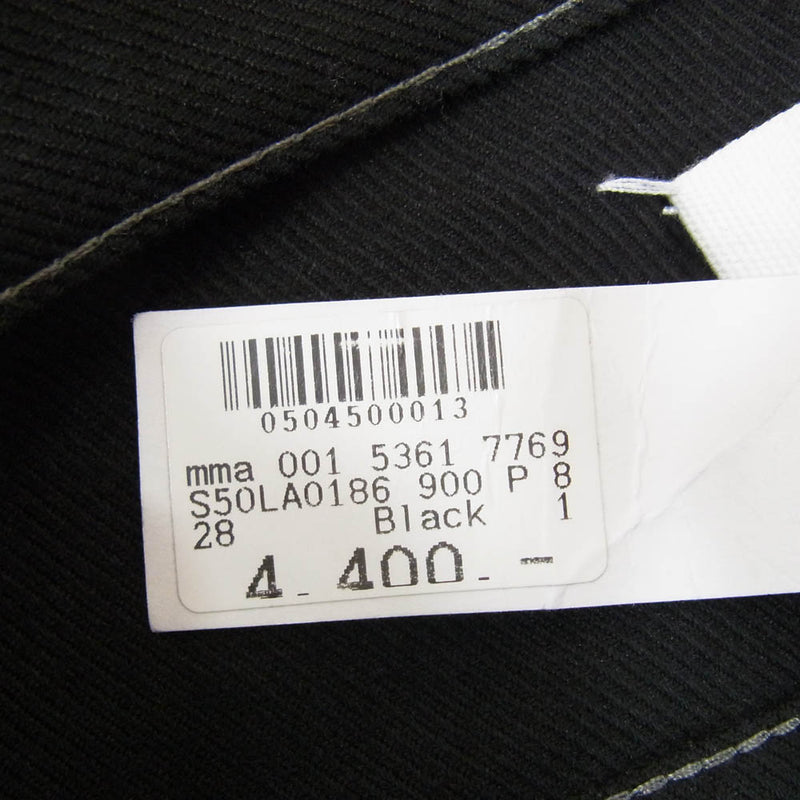 0504500013
mma 001 5361 7769
S50LA0186 900 P 8
28 Black 1
4.400.-